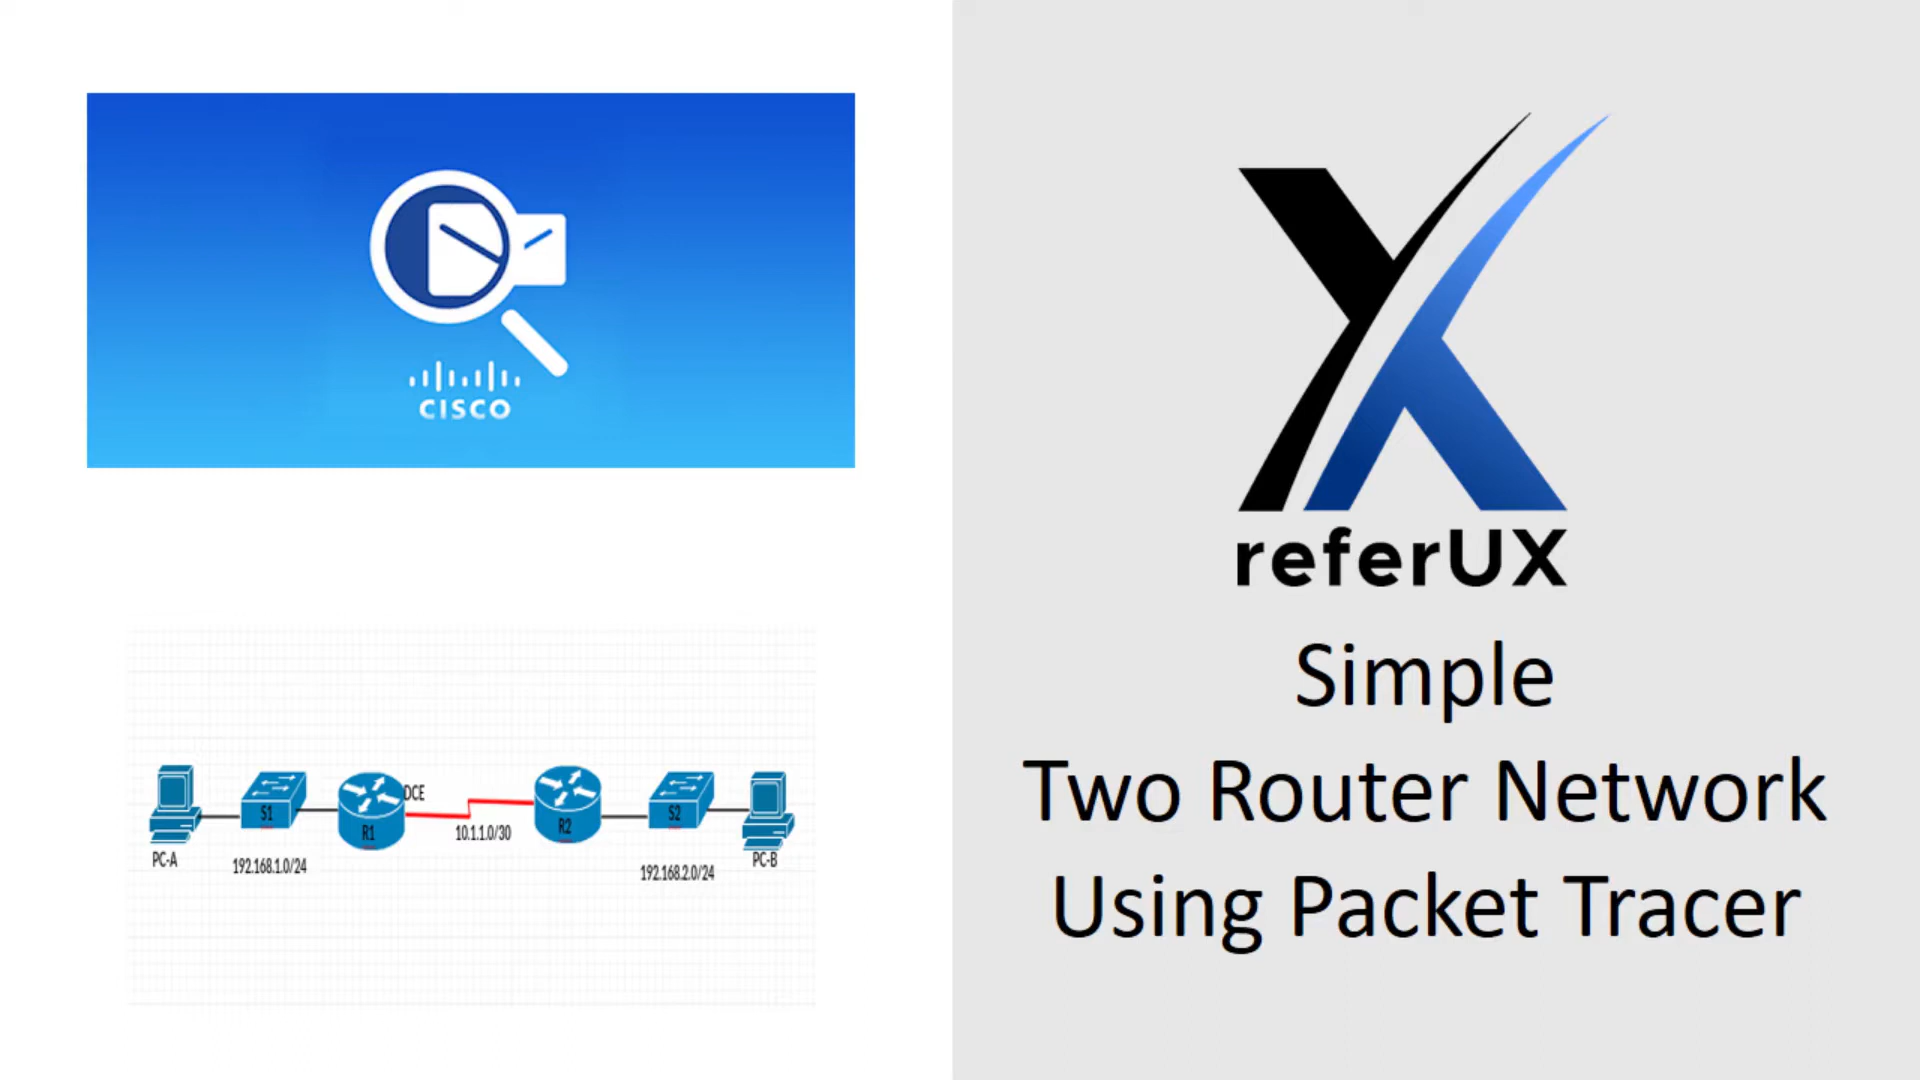 CISCO
S1
R1
DCE
10.1.1.0/30
R2
S2
PC-A
192.168.1.0/24
192.168.2.0/24
PC-B
referUX
Simple
Two Router Network
Using Packet Tracer